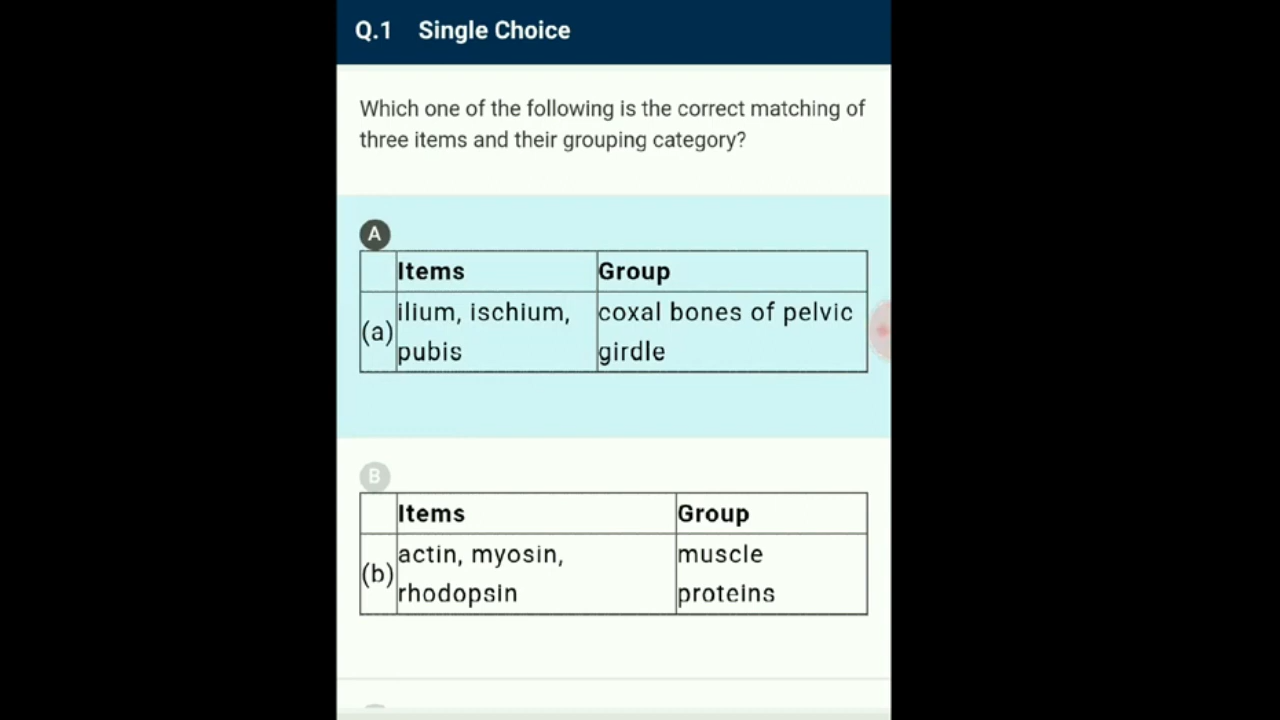 Q.1 Single Choice
Which one of the following is the correct matching of
three items and their grouping category?
A
Items Group
(a) ilium, ischium, coxal bones of pelvic
pubis girdle
B
Items Group
(b) actin, myosin, muscle
rhodopsin proteins